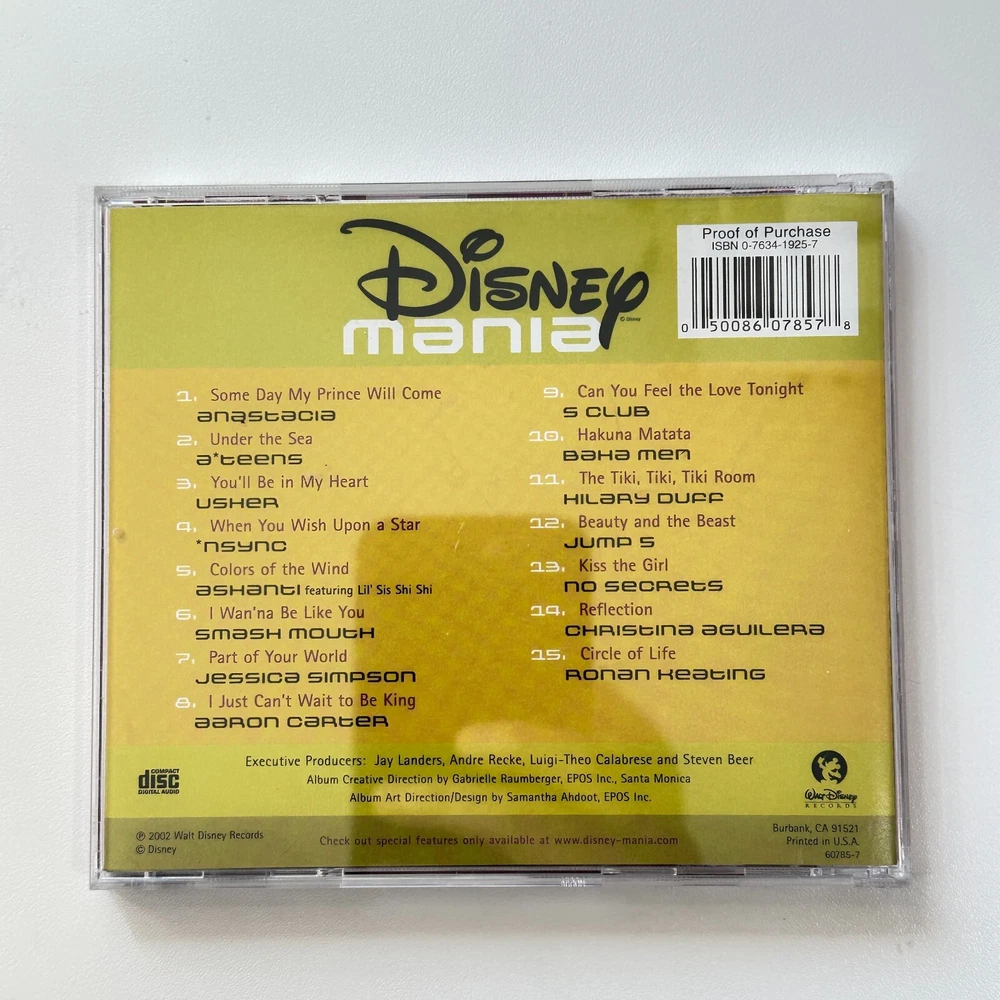 Disney
© Disney
mania
Proof of Purchase
ISBN 0-7634-1925-7
0 50086 07857 8
1. Some Day My Prince Will Come
anastacia
2. Under the Sea
a*teens
3. You'll Be in My Heart
usher
4. When You Wish Upon a Star
*nsync
5. Colors of the Wind
ashanti featuring Lil' Sis Shi Shi
6. I Wan'na Be Like You
smash mouth
7. Part of Your World
jessica simpson
8. I Just Can't Wait to Be King
aaron carter
9. Can You Feel the Love Tonight
s club
10. Hakuna Matata
baha men
11. The Tiki, Tiki, Tiki Room
hilary duff
12. Beauty and the Beast
jump 5
13. Kiss the Girl
no secrets
14. Reflection
christina aguilera
15. Circle of Life
ronan keating
Executive Producers: Jay Landers, Andre Recke, Luigi-Theo Calabrese and Steven Beer
Album Creative Direction by Gabrielle Raumberger, EPOS Inc., Santa Monica
Album Art Direction/Design by Samantha Ahdoot, EPOS Inc.
COMPACT
disc
DIGITAL AUDIO
Walt Disney
RECORDS
℗ 2002 Walt Disney Records
© Disney
Check out special features only available at www.disney-mania.com
Burbank, CA 91521
Printed in U.S.A.
60785-7